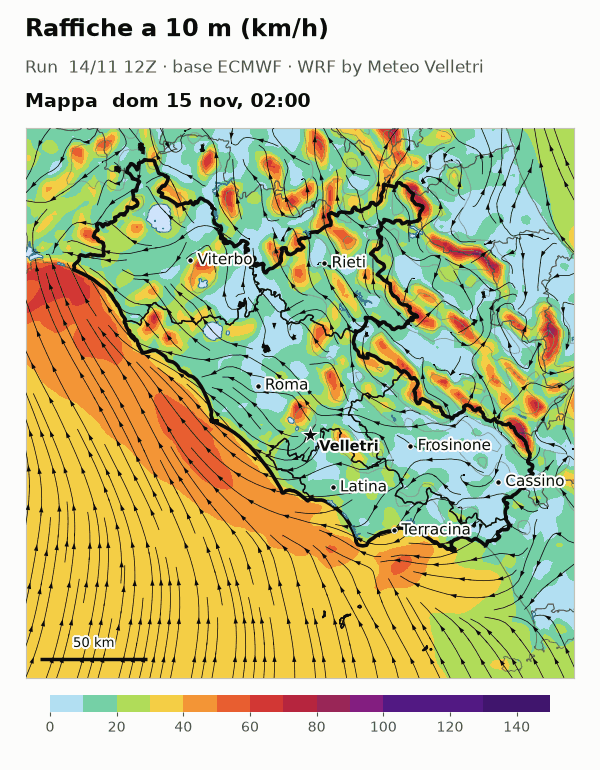 Raffiche a 10 m (km/h)
Run  14/11 12Z · base ECMWF · WRF by Meteo Velletri
Mappa  dom 15 nov, 02:00
Viterbo
Rieti
Roma
Velletri
Frosinone
Latina
Cassino
Terracina
50 km
0 20 40 60 80 100 120 140